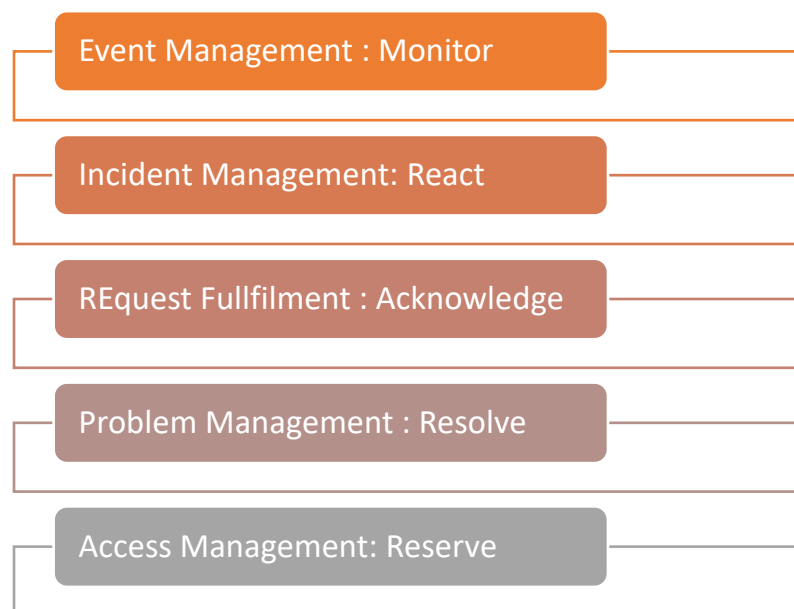 Event Management : Monitor
Incident Management: React
REquest Fullfilment : Acknowledge
Problem Management : Resolve
Access Management: Reserve